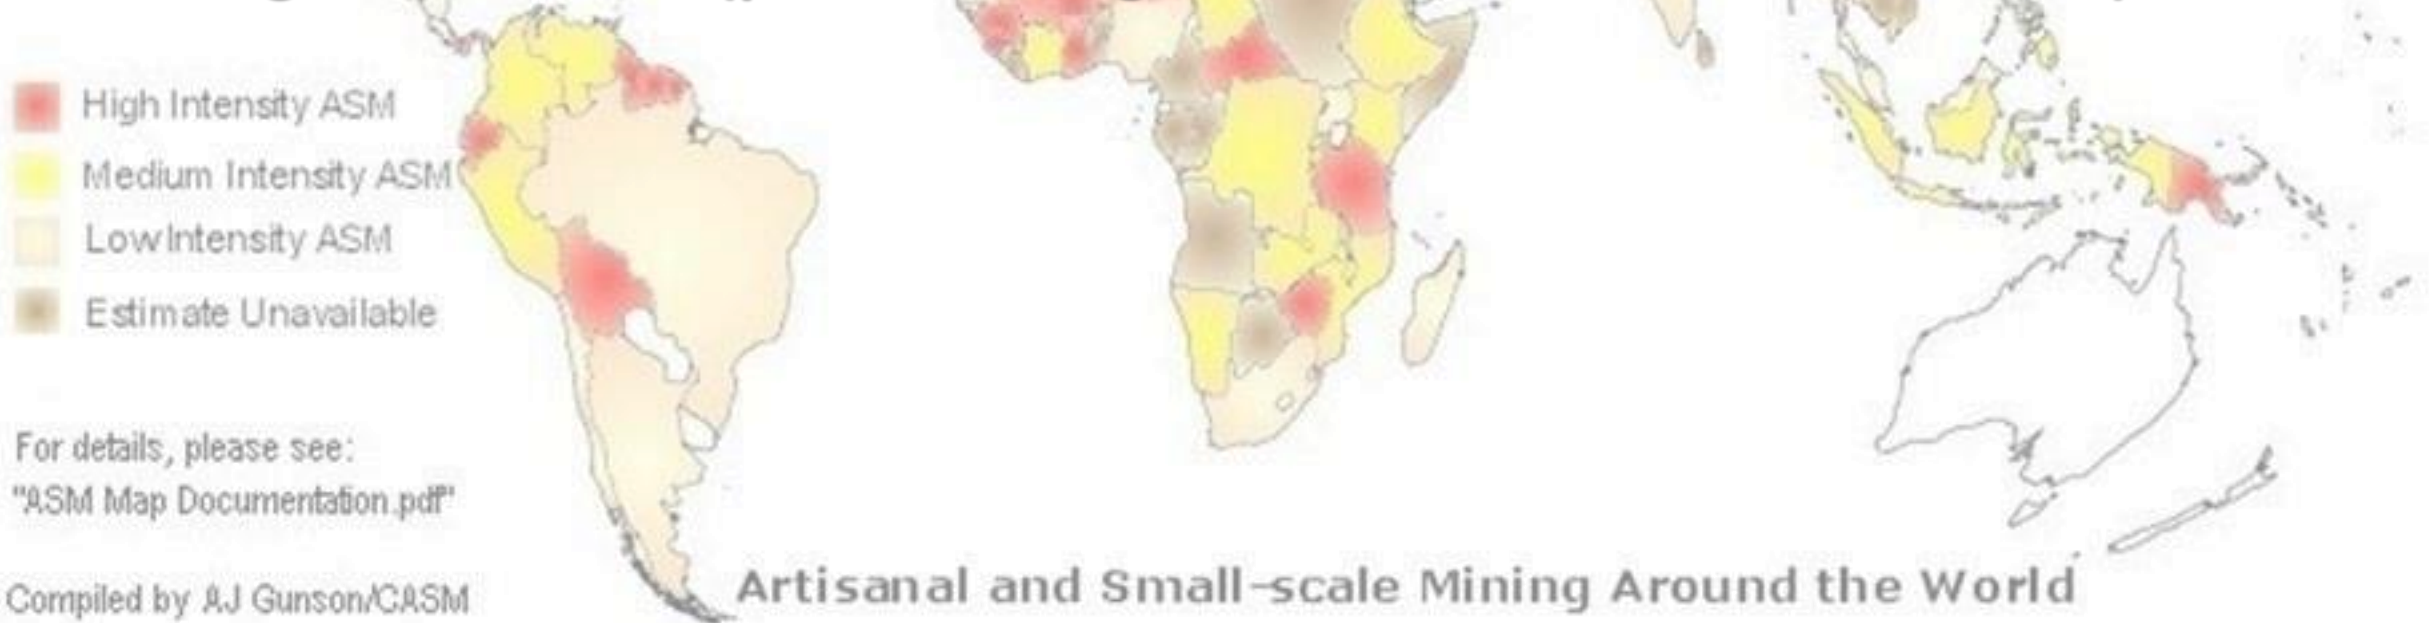 High Intensity ASM
Medium Intensity ASM
Low Intensity ASM
Estimate Unavailable
For details, please see:
"ASM Map Documentation.pdf"
Compiled by AJ Gunson/CASM
Artisanal and Small-scale Mining Around the World